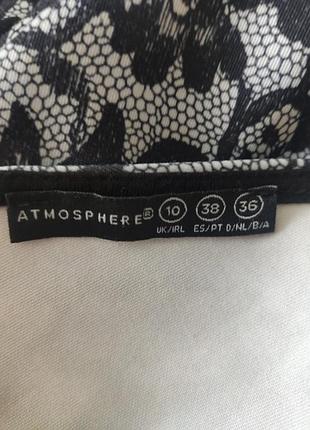 ATMOSPHERE® 10 38 36
UK/IRL ES/PT D/NL/B/A